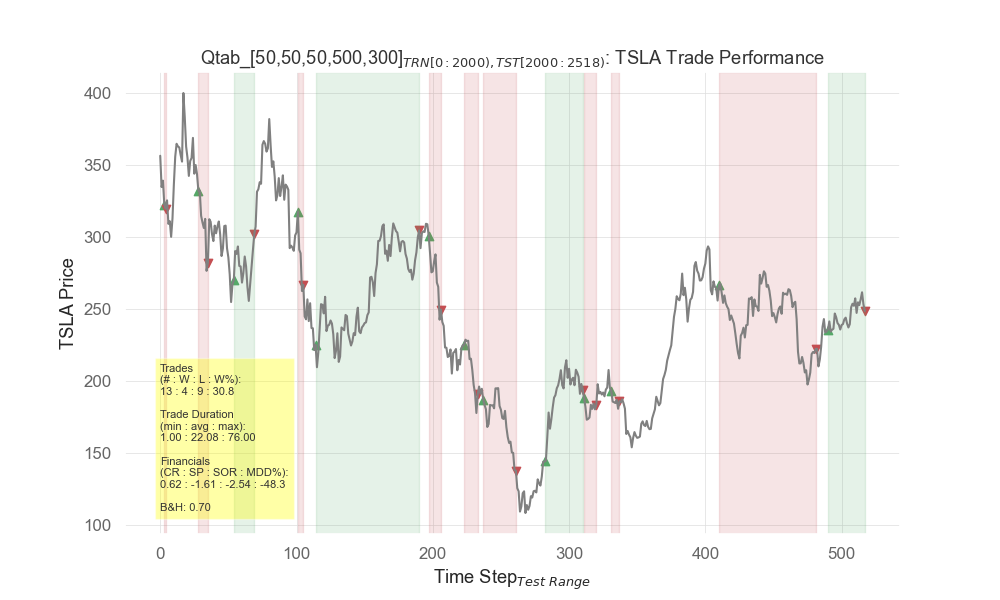 Qtab_[50,50,50,500,300]TRN[0:2000),TST[2000:2518): TSLA Trade Performance
400
350
300
250
200
150
100
TSLA Price
Trades
(# : W : L : W%):
13 : 4 : 9 : 30.8
Trade Duration
(min : avg : max):
1.00 : 22.08 : 76.00
Financials
(CR : SP : SOR : MDD%):
0.62 : -1.61 : -2.54 : -48.3
B&H: 0.70
0 100 200 300 400 500
Time Step Test Range